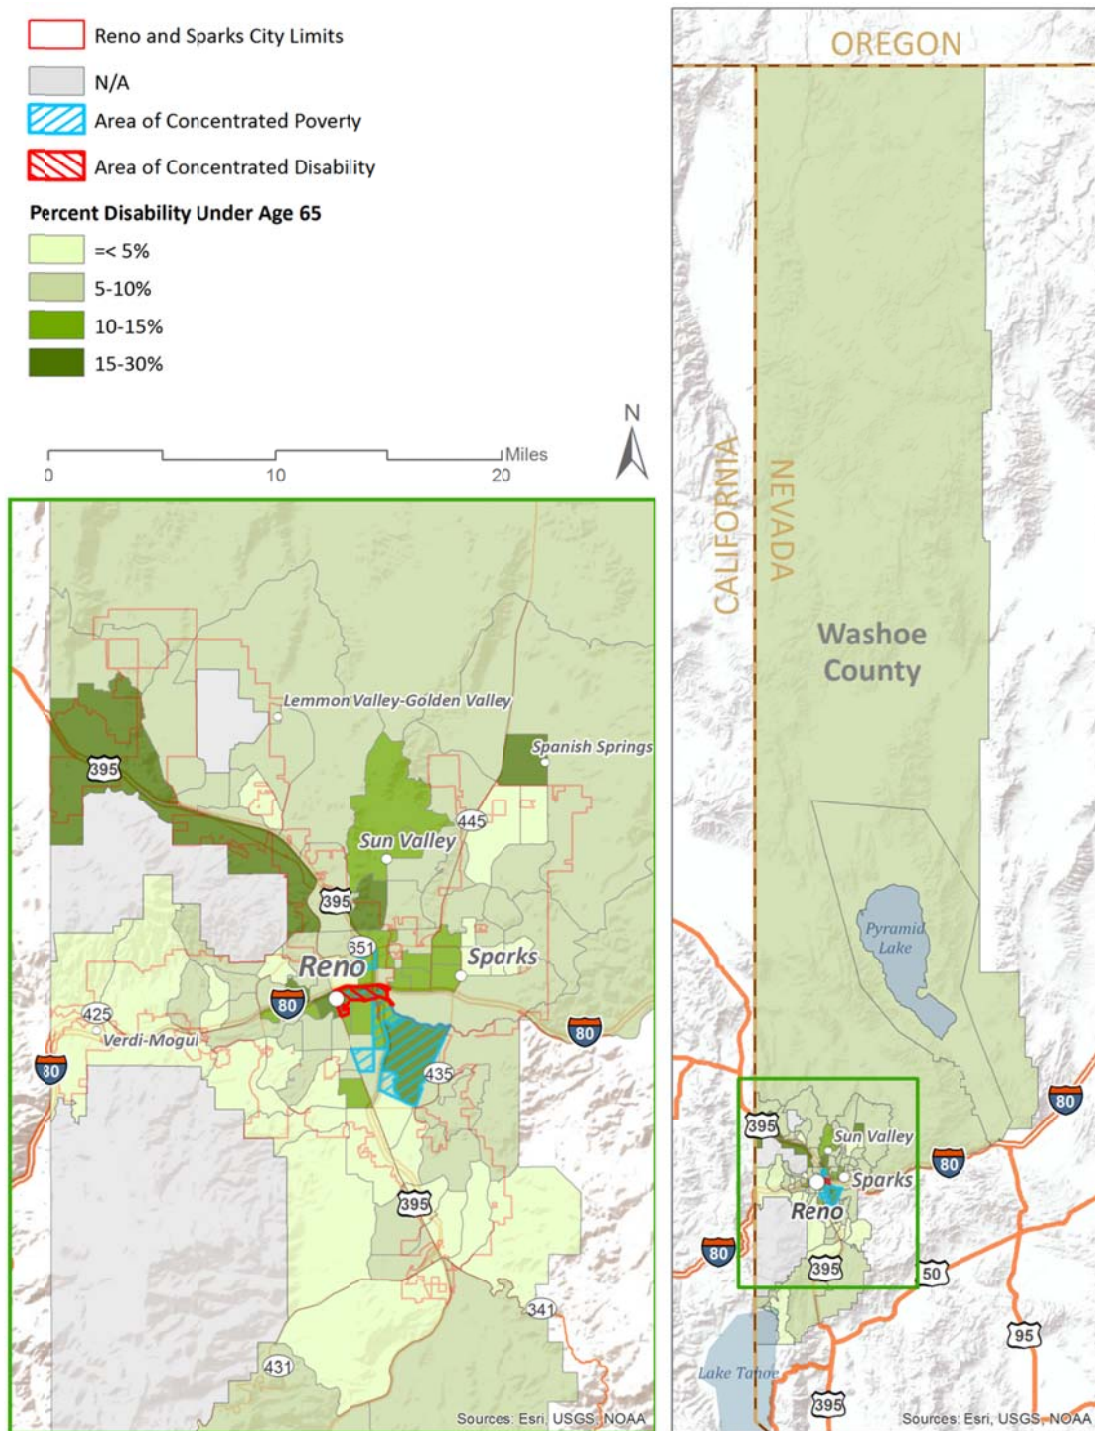 Reno and Sparks City Limits
N/A
Area of Concentrated Poverty
Area of Concentrated Disability
Percent Disability Under Age 65
=< 5%
5-10%
10-15%
15-30%
N
Miles
0
10
20
Lemmon Valley-Golden Valley
395
Spanish Springs
445
Sun Valley
395
651
Reno
Sparks
80
425
Verdi-Mogul
80
80
435
395
341
431
Sources: Esri, USGS, NOAA
OREGON
CALIFORNIA
NEVADA
Washoe
County
Pyramid
Lake
80
395
Sun Valley
80
Sparks
Reno
80
395
50
95
Lake Tahoe
395
Sources: Esri, USGS, NOAA